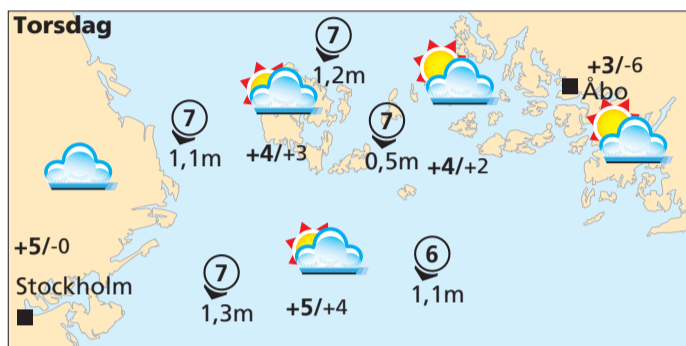 Torsdag
7
1,2m
+3/-6
Åbo
7
1,1m
+4/+3
7
0,5m
+4/+2
+5/-0
Stockholm
7
1,3m
+5/+4
6
1,1m